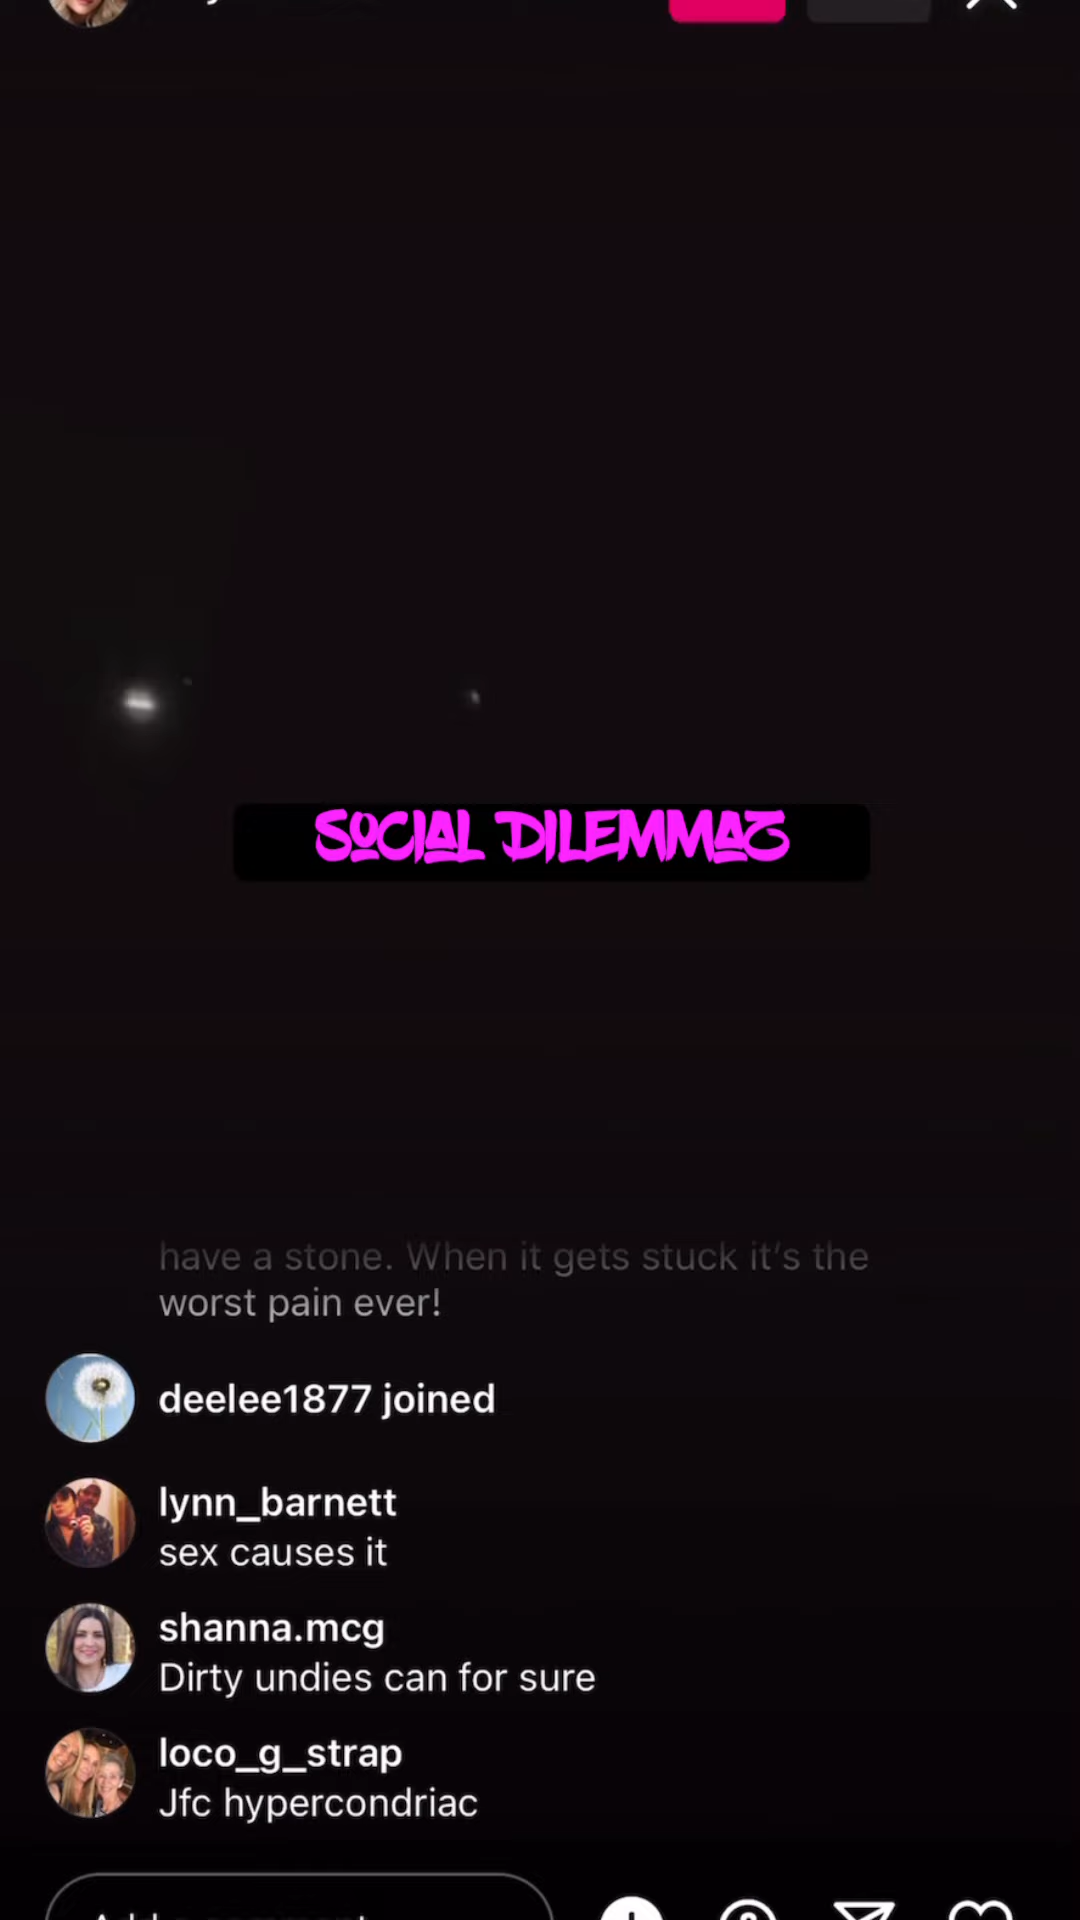 SOCIAL DILEMMAZ
have a stone. When it gets stuck it's the
worst pain ever!
deelee1877 joined
lynn_barnett
sex causes it
shanna.mcg
Dirty undies can for sure
loco_g_strap
Jfc hypercondriac